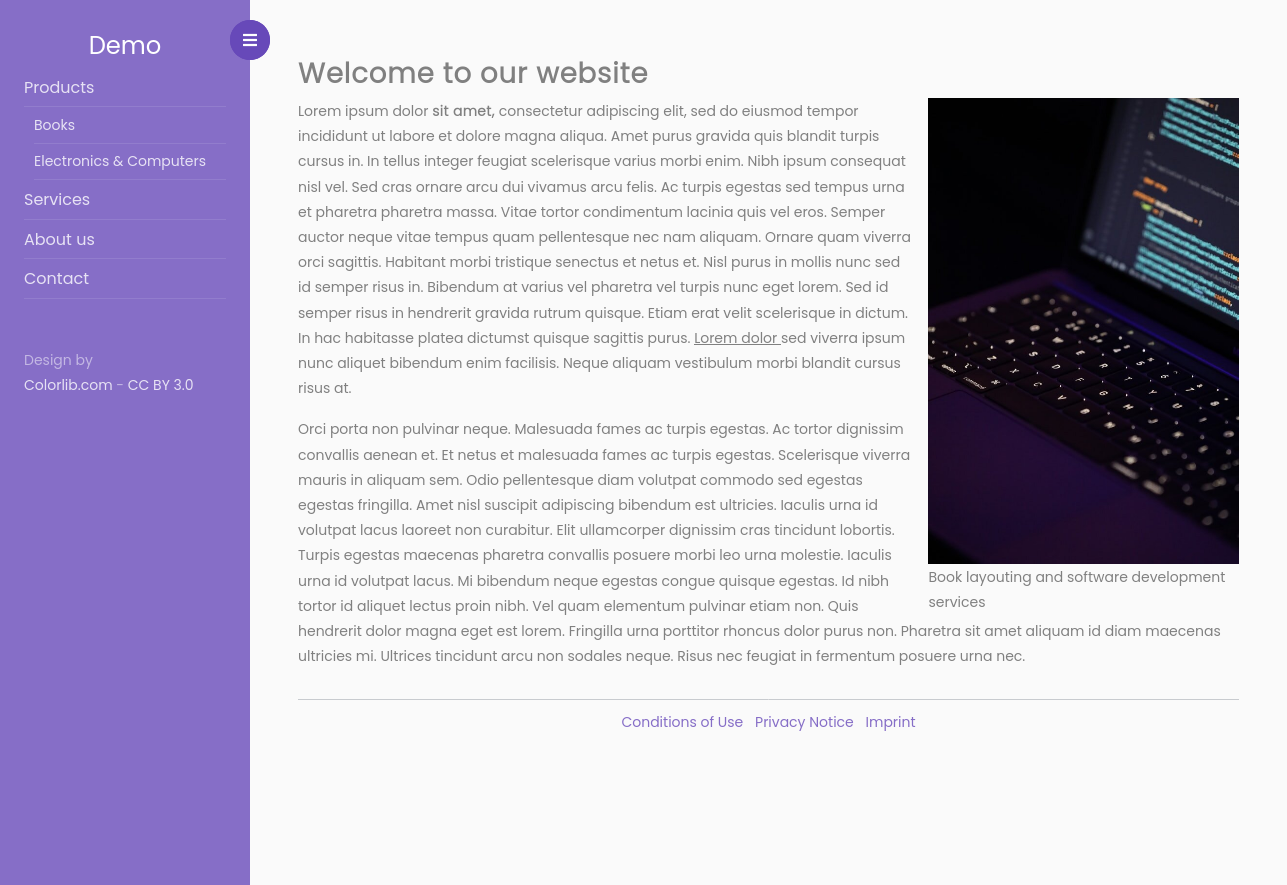 Demo
Products
Books
Electronics & Computers
Services
About us
Contact
Design by
Colorlib.com - CC BY 3.0
Welcome to our website
Lorem ipsum dolor sit amet, consectetur adipiscing elit, sed do eiusmod tempor
incididunt ut labore et dolore magna aliqua. Amet purus gravida quis blandit turpis
cursus in. In tellus integer feugiat scelerisque varius morbi enim. Nibh ipsum consequat
nisl vel. Sed cras ornare arcu dui vivamus arcu felis. Ac turpis egestas sed tempus urna
et pharetra pharetra massa. Vitae tortor condimentum lacinia quis vel eros. Semper
auctor neque vitae tempus quam pellentesque nec nam aliquam. Ornare quam viverra
orci sagittis. Habitant morbi tristique senectus et netus et. Nisl purus in mollis nunc sed
id semper risus in. Bibendum at varius vel pharetra vel turpis nunc eget lorem. Sed id
semper risus in hendrerit gravida rutrum quisque. Etiam erat velit scelerisque in dictum.
In hac habitasse platea dictumst quisque sagittis purus. Lorem dolor sed viverra ipsum
nunc aliquet bibendum enim facilisis. Neque aliquam vestibulum morbi blandit cursus
risus at.
Orci porta non pulvinar neque. Malesuada fames ac turpis egestas. Ac tortor dignissim
convallis aenean et. Et netus et malesuada fames ac turpis egestas. Scelerisque viverra
mauris in aliquam sem. Odio pellentesque diam volutpat commodo sed egestas
egestas fringilla. Amet nisl suscipit adipiscing bibendum est ultricies. Iaculis urna id
volutpat lacus laoreet non curabitur. Elit ullamcorper dignissim cras tincidunt lobortis.
Turpis egestas maecenas pharetra convallis posuere morbi leo urna molestie. Iaculis
urna id volutpat lacus. Mi bibendum neque egestas congue quisque egestas. Id nibh
tortor id aliquet lectus proin nibh. Vel quam elementum pulvinar etiam non. Quis
hendrerit dolor magna eget est lorem. Fringilla urna porttitor rhoncus dolor purus non. Pharetra sit amet aliquam id diam maecenas
ultricies mi. Ultrices tincidunt arcu non sodales neque. Risus nec feugiat in fermentum posuere urna nec.
Book layouting and software development
services
Conditions of Use Privacy Notice Imprint